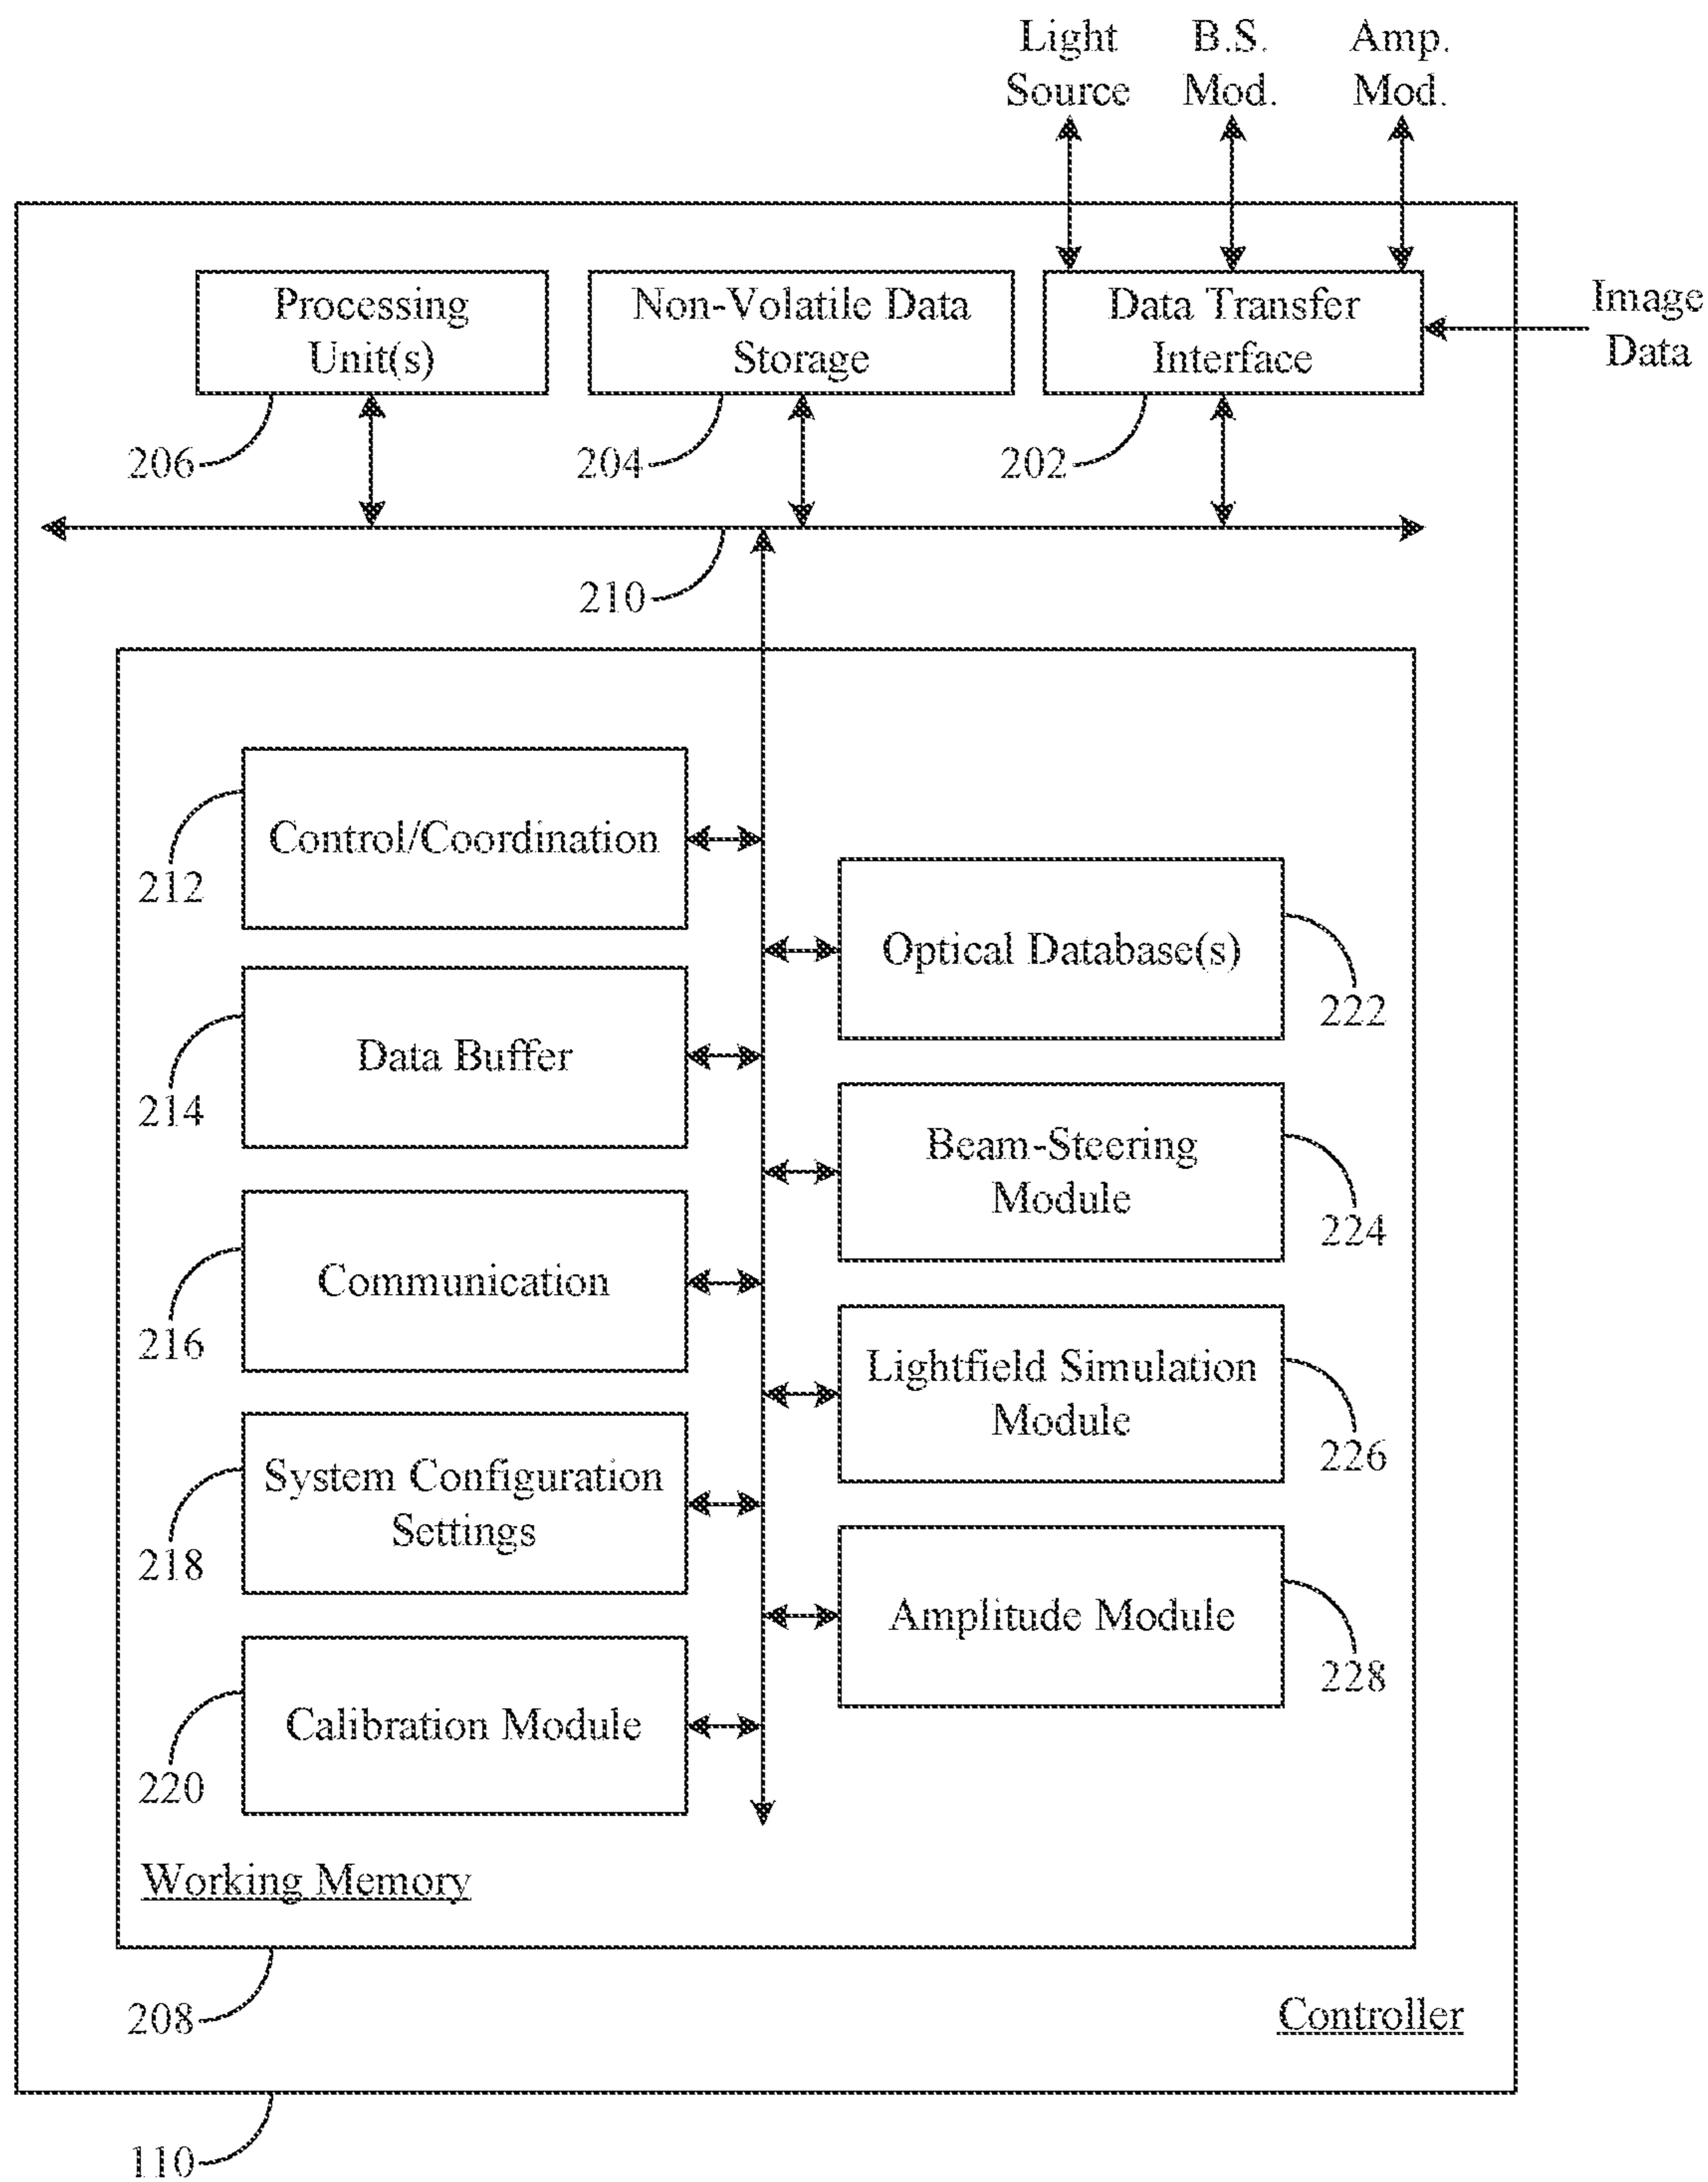 Light
Source
B.S.
Mod.
Amp.
Mod.
Processing
Unit(s)
Non-Volatile Data
Storage
Data Transfer
Interface
Image
Data
206
204
202
210
Control/Coordination
212
Optical Database(s)
222
Data Buffer
214
Beam-Steering
Module
224
Communication
216
Lightfield Simulation
Module
226
System Configuration
Settings
218
Amplitude Module
228
Calibration Module
220
Working Memory
208
Controller
110